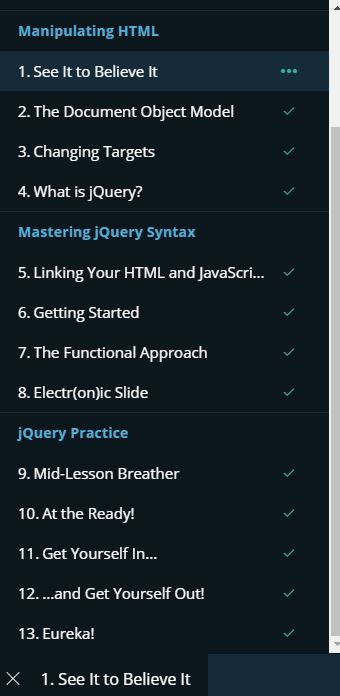 Manipulating HTML
1. See It to Believe It
2. The Document Object Model
3. Changing Targets
4. What is jQuery?
Mastering jQuery Syntax
5. Linking Your HTML and JavaScri...
6. Getting Started
7. The Functional Approach
8. Electr(on)ic Slide
jQuery Practice
9. Mid-Lesson Breather
10. At the Ready!
11. Get Yourself In...
12. ...and Get Yourself Out!
13. Eureka!
1. See It to Believe It